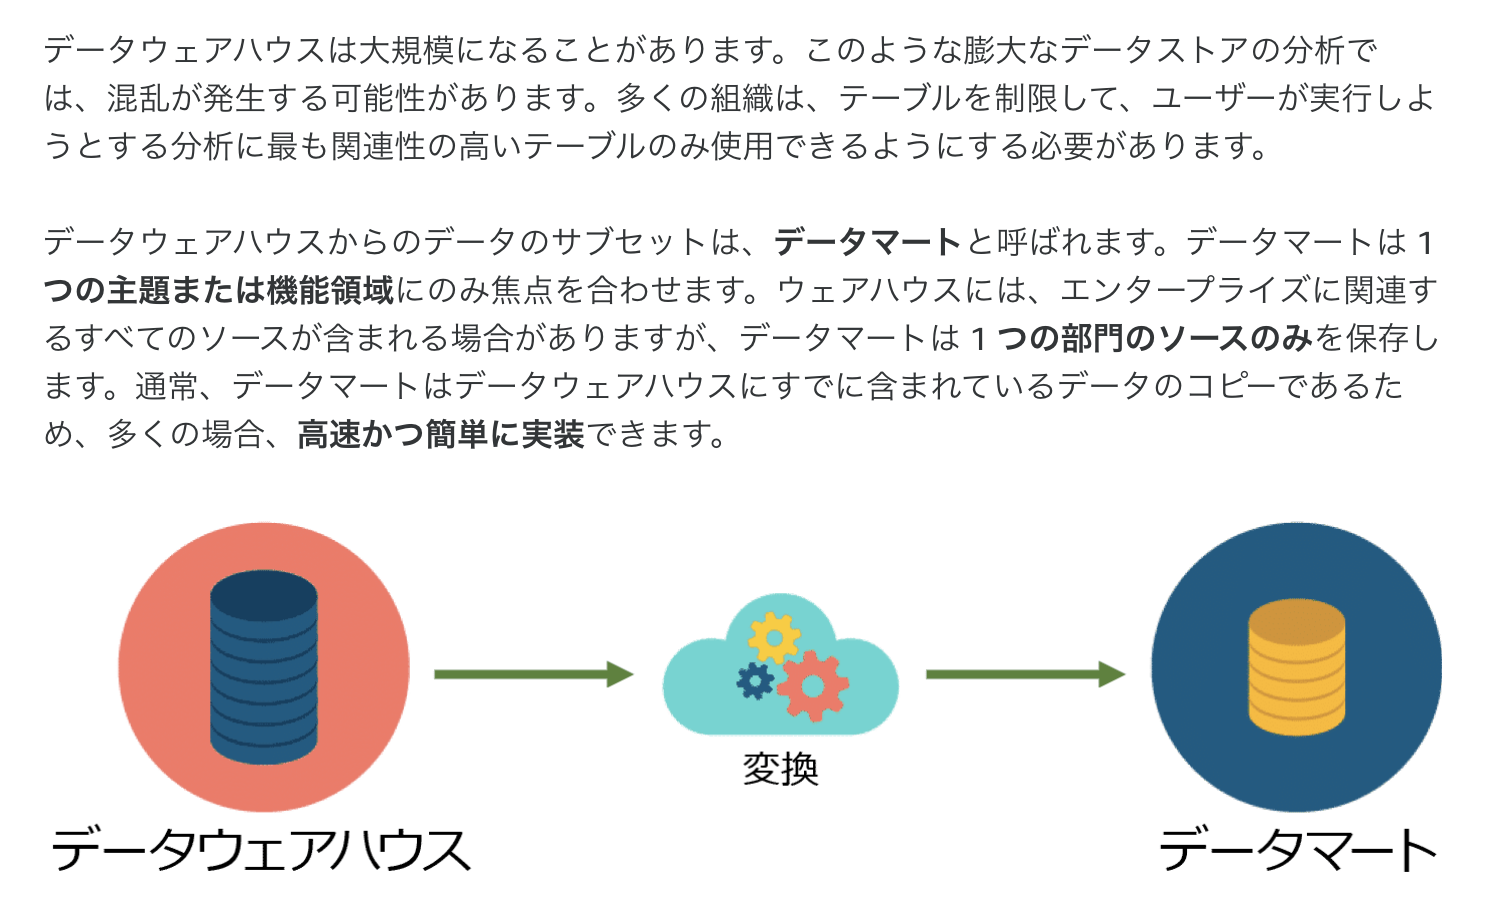 データウェアハウスは大規模になることがあります。このような膨大なデータストアの分析で
は、混乱が発生する可能性があります。多くの組織は、テーブルを制限して、ユーザーが実行しよ
うとする分析に最も関連性の高いテーブルのみ使用できるようにする必要があります。
データウェアハウスからのデータのサブセットは、データマートと呼ばれます。データマートは 1
つの主題または機能領域にのみ焦点を合わせます。ウェアハウスには、エンタープライズに関連す
るすべてのソースが含まれる場合がありますが、データマートは 1 つの部門のソースのみを保存し
ます。通常、データマートはデータウェアハウスにすでに含まれているデータのコピーであるた
め、多くの場合、高速かつ簡単に実装できます。
変換
データウェアハウス
データマート